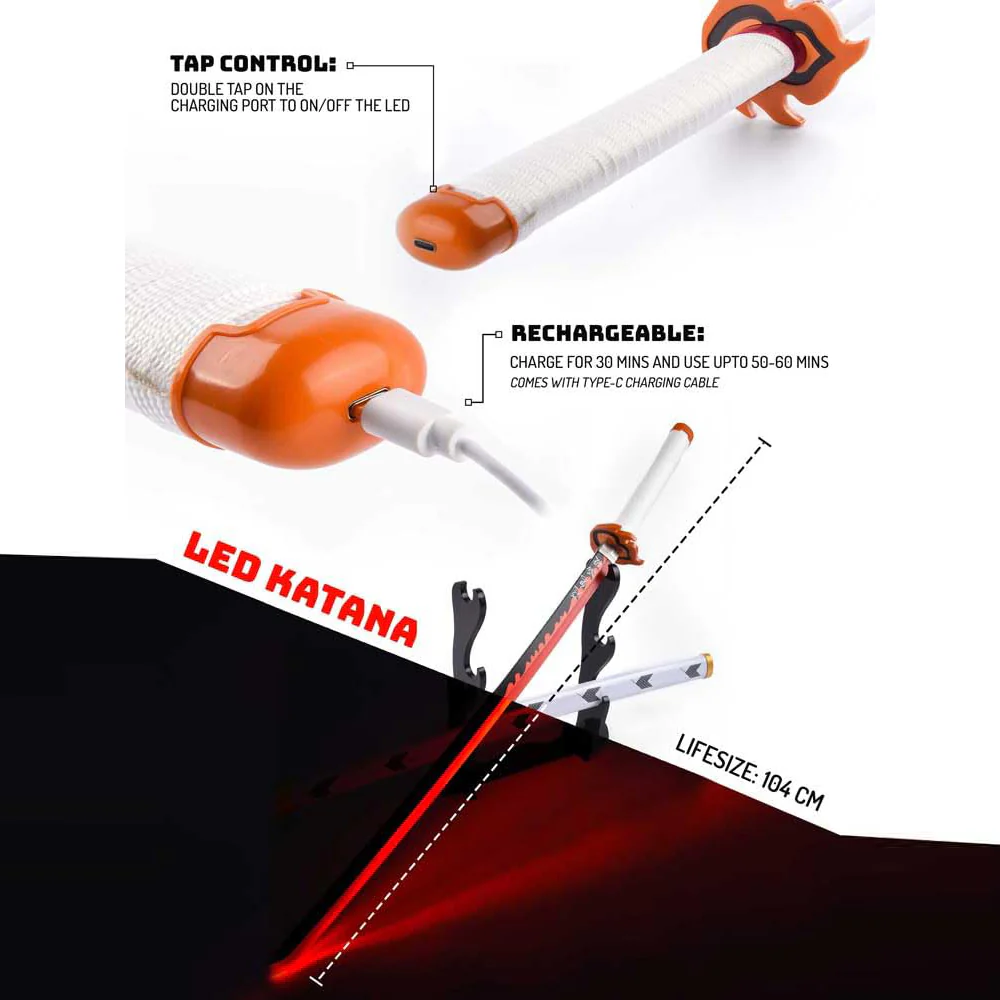 TAP CONTROL:
DOUBLE TAP ON THE
CHARGING PORT TO ON/OFF THE LED
RECHARGEABLE:
CHARGE FOR 30 MINS AND USE UPTO 50-60 MINS
COMES WITH TYPE-C CHARGING CABLE
LED KATANA
LIFESIZE: 104 CM